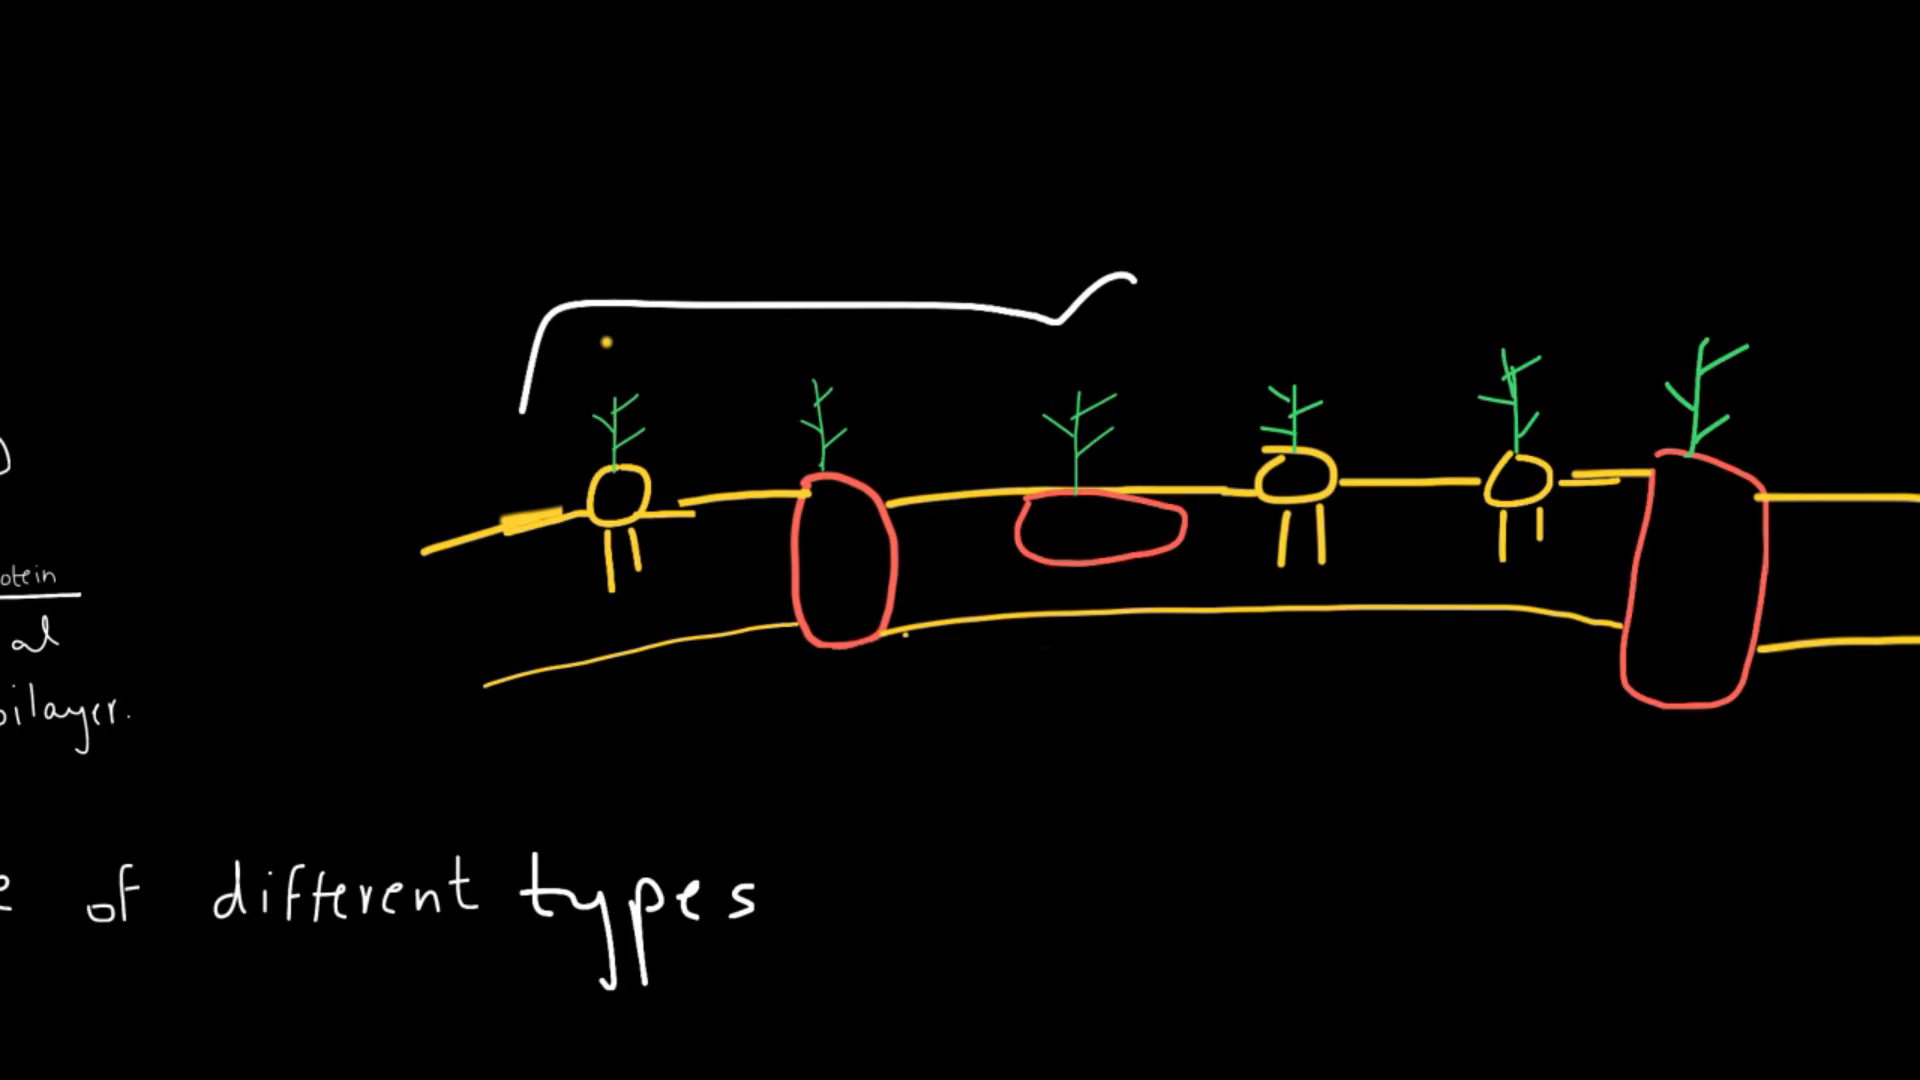 otein
al
bilayer.
of different types